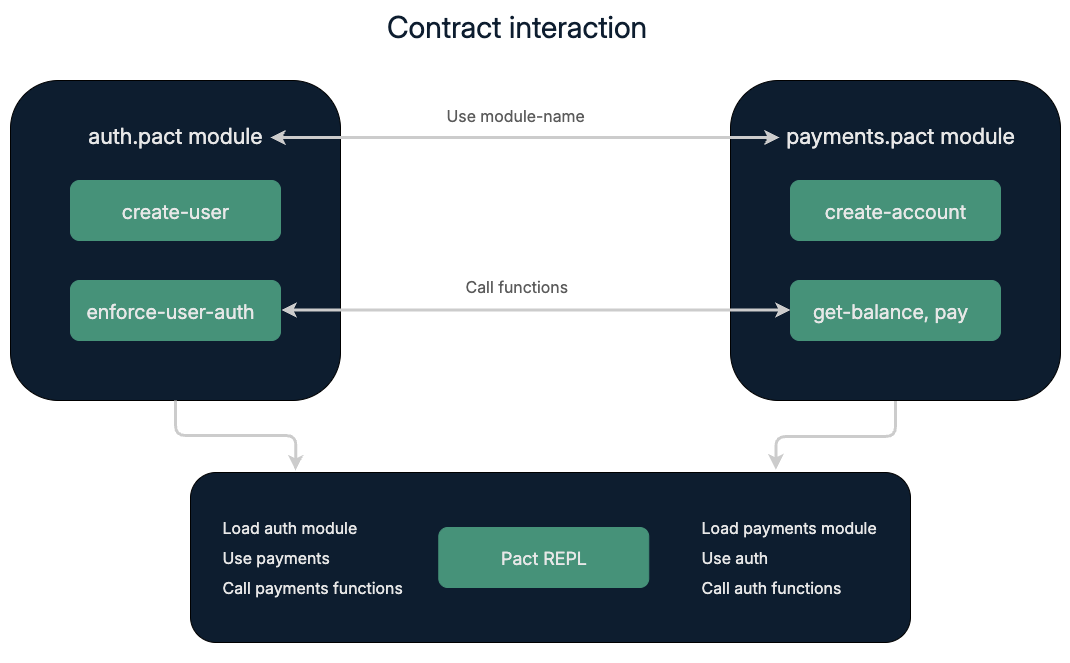 Contract interaction
auth.pact module
Use module-name
payments.pact module
create-user
create-account
Call functions
enforce-user-auth
get-balance, pay
Load auth module
Use payments
Call payments functions
Pact REPL
Load payments module
Use auth
Call auth functions